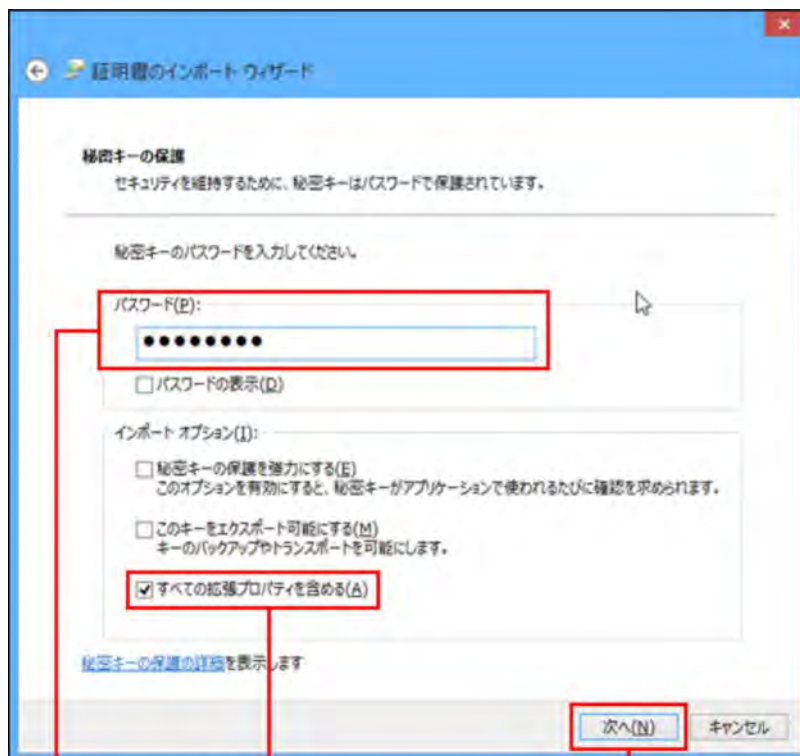 証明書のインポート ウィザード
秘密キーの保護
セキュリティを維持するために、秘密キーはパスワードで保護されています。
秘密キーのパスワードを入力してください。
パスワード(P):
●●●●●●●●
パスワードの表示(D)
インポート オプション(I):
秘密キーの保護を強力にする(E)
このオプションを有効にすると、秘密キーがアプリケーションで使われるたびに確認を求められます。
このキーをエクスポート可能にする(M)
キーのバックアップやトランスポートを可能にします。
すべての拡張プロパティを含める(A)
秘密キーの保護の詳細を表示します
次へ(N) キャンセル